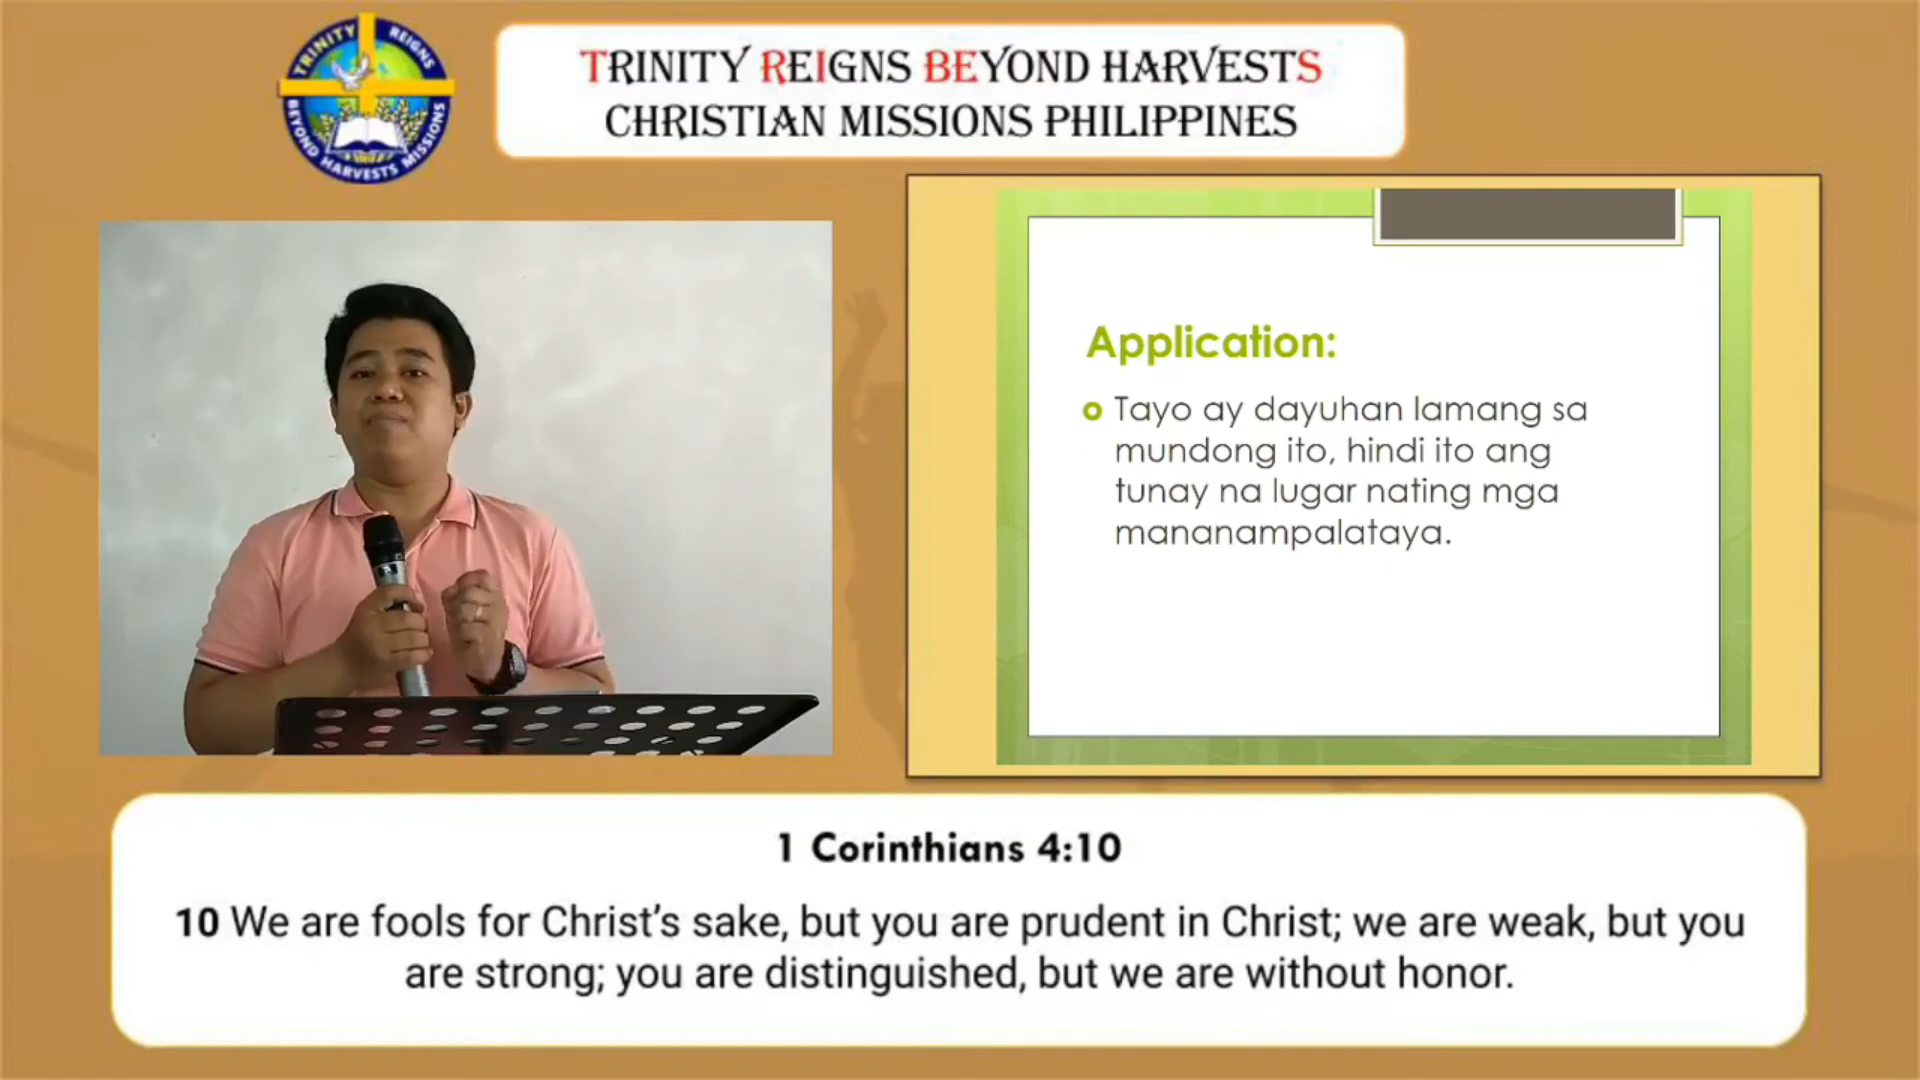 TRINITY REIGNS
BEYOND HARVESTS MISSIONS
TRINITY REIGNS BEYOND HARVESTS
CHRISTIAN MISSIONS PHILIPPINES
Application:
Tayo ay dayuhan lamang sa
mundong ito, hindi ito ang
tunay na lugar nating mga
mananampalataya.
1 Corinthians 4:10
10 We are fools for Christ's sake, but you are prudent in Christ; we are weak, but you
are strong; you are distinguished, but we are without honor.